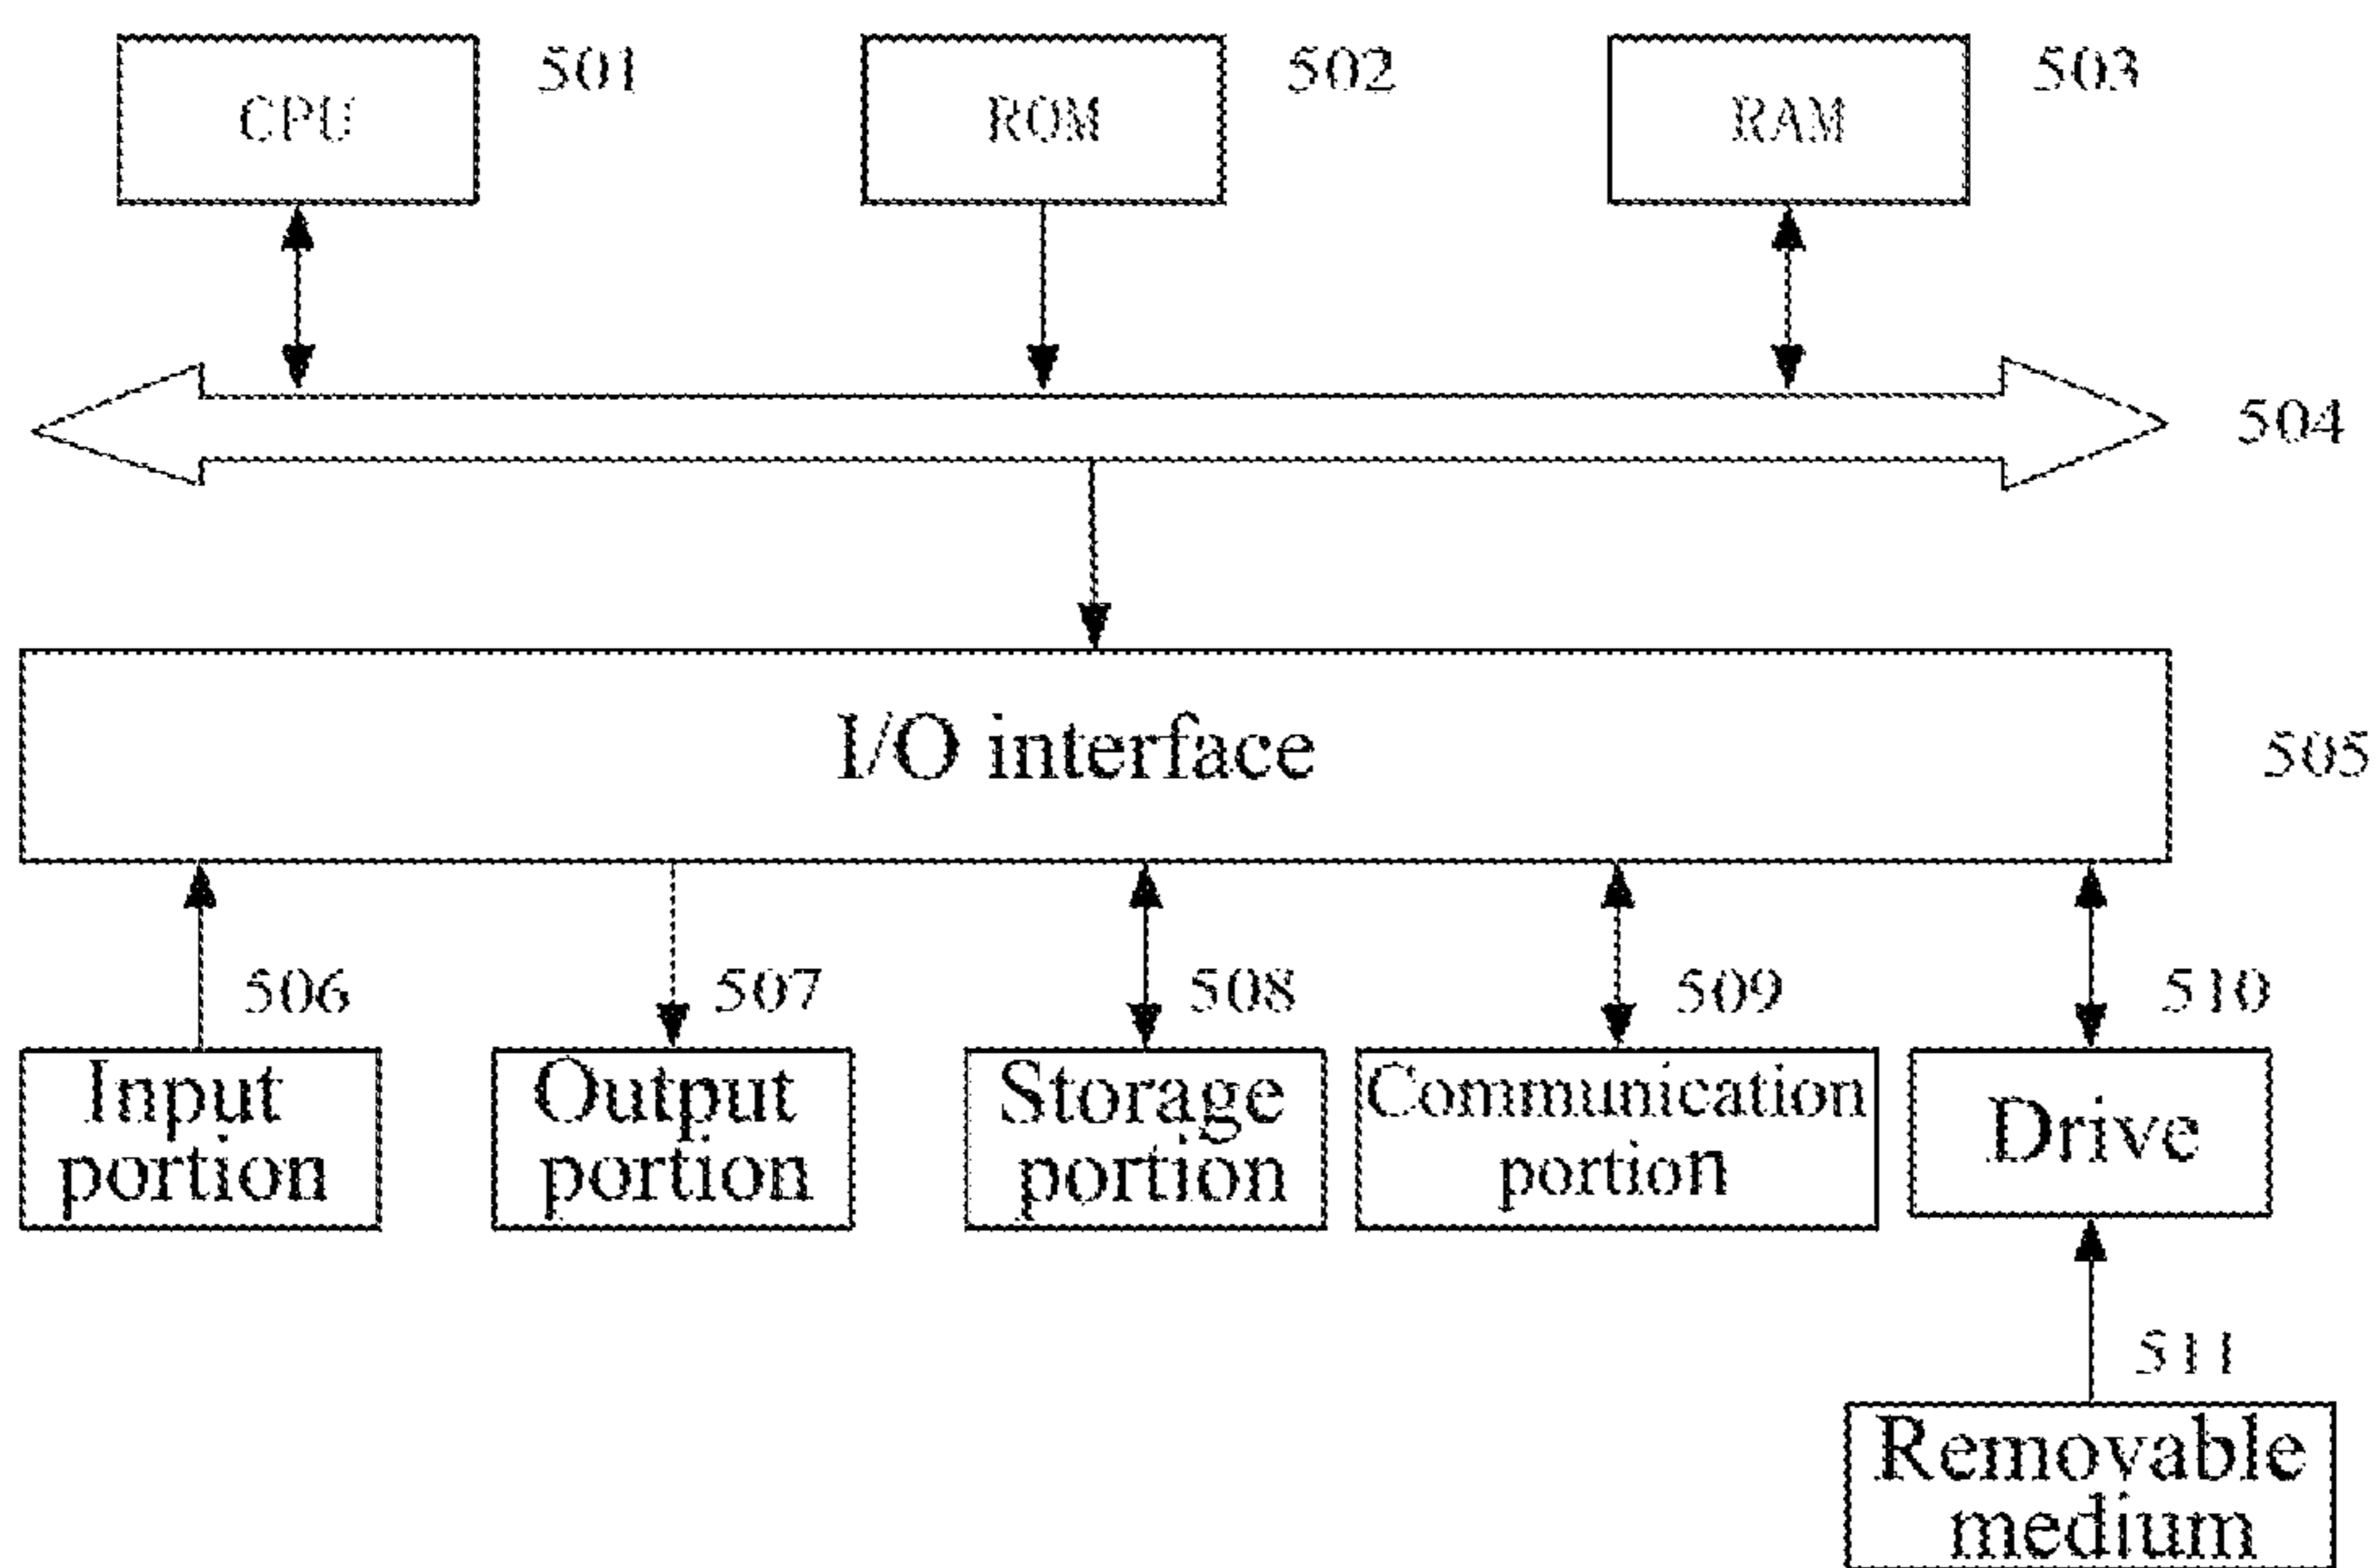 CPU
501
ROM
502
RAM
503
504
I/O interface
505
506
507
508
509
510
Input
portion
Output
portion
Storage
portion
Communication
portion
Drive
511
Removable
medium